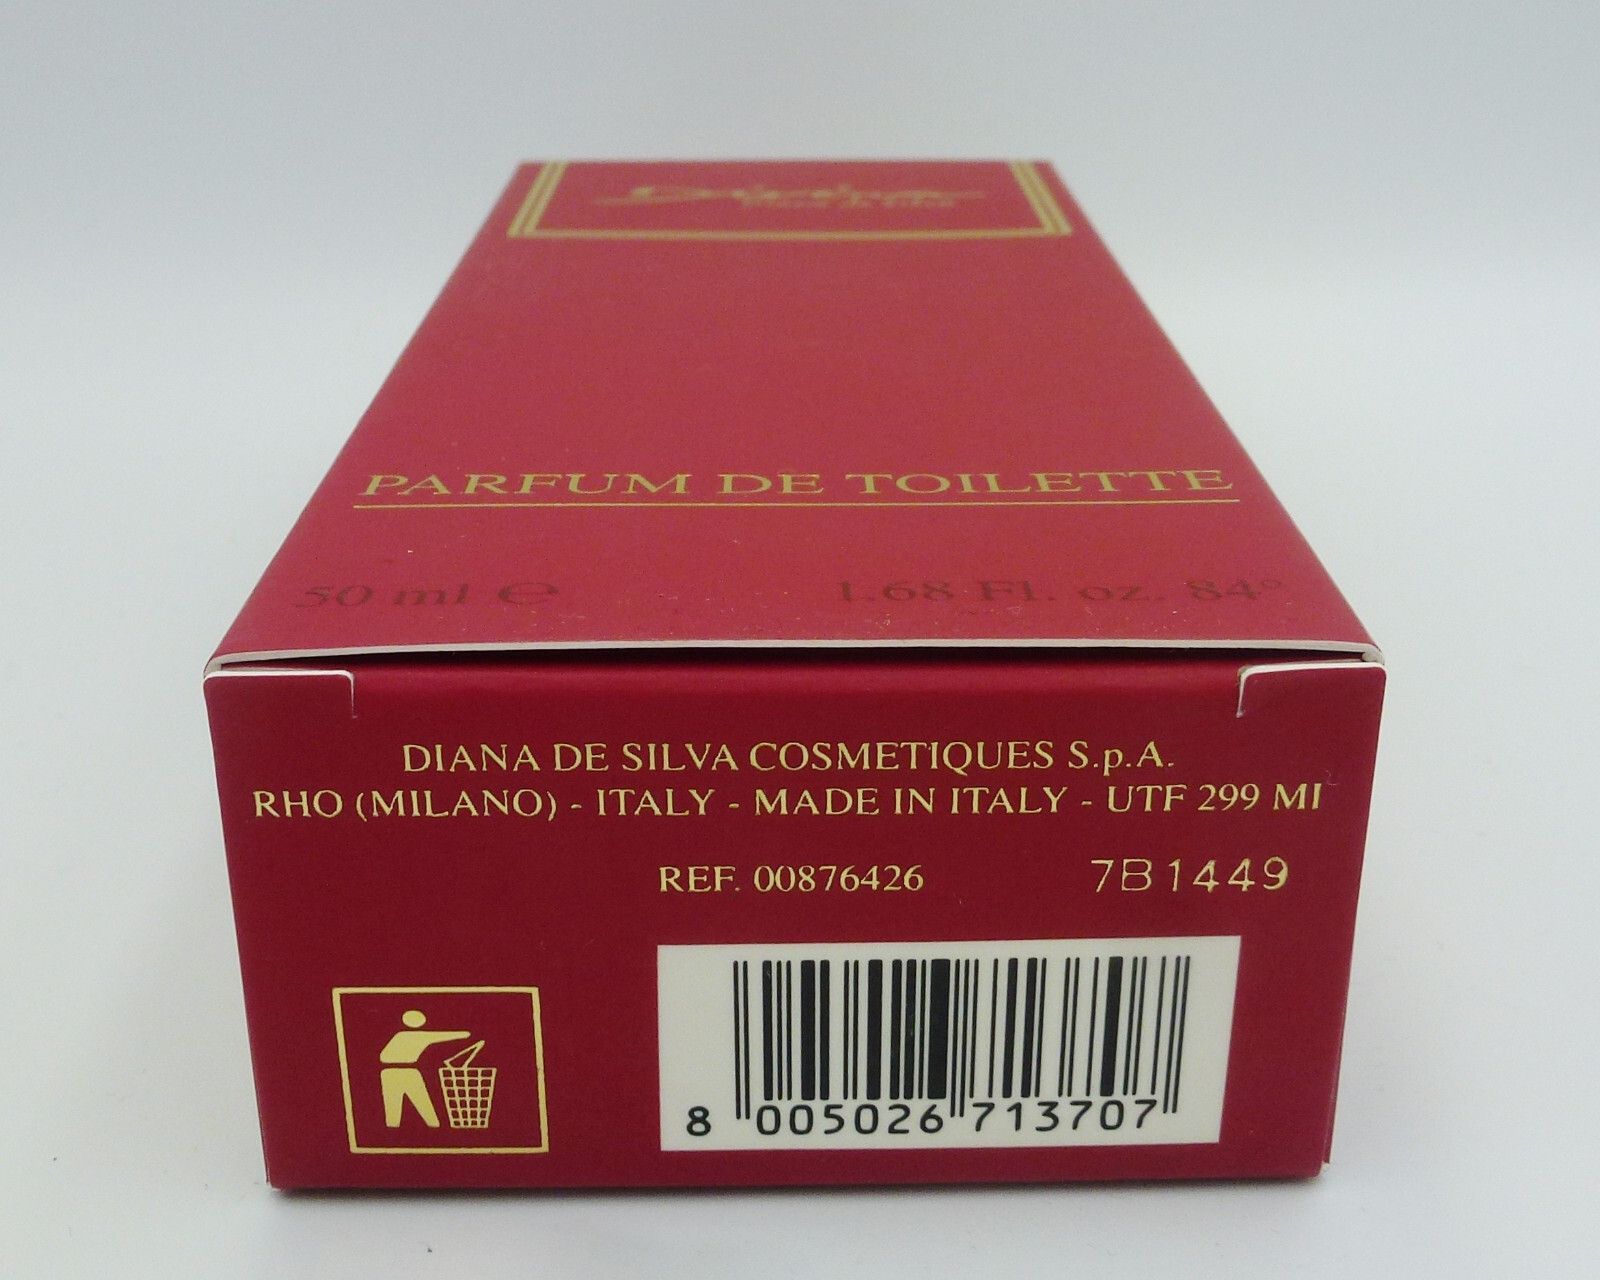 PARFUM DE TOILETTE
50 ml ℮ 1.68 Fl. oz. 84°
DIANA DE SILVA COSMETIQUES S.p.A.
RHO (MILANO) - ITALY - MADE IN ITALY - UTF 299 MI
REF. 00876426 7B1449
8 005026 713707